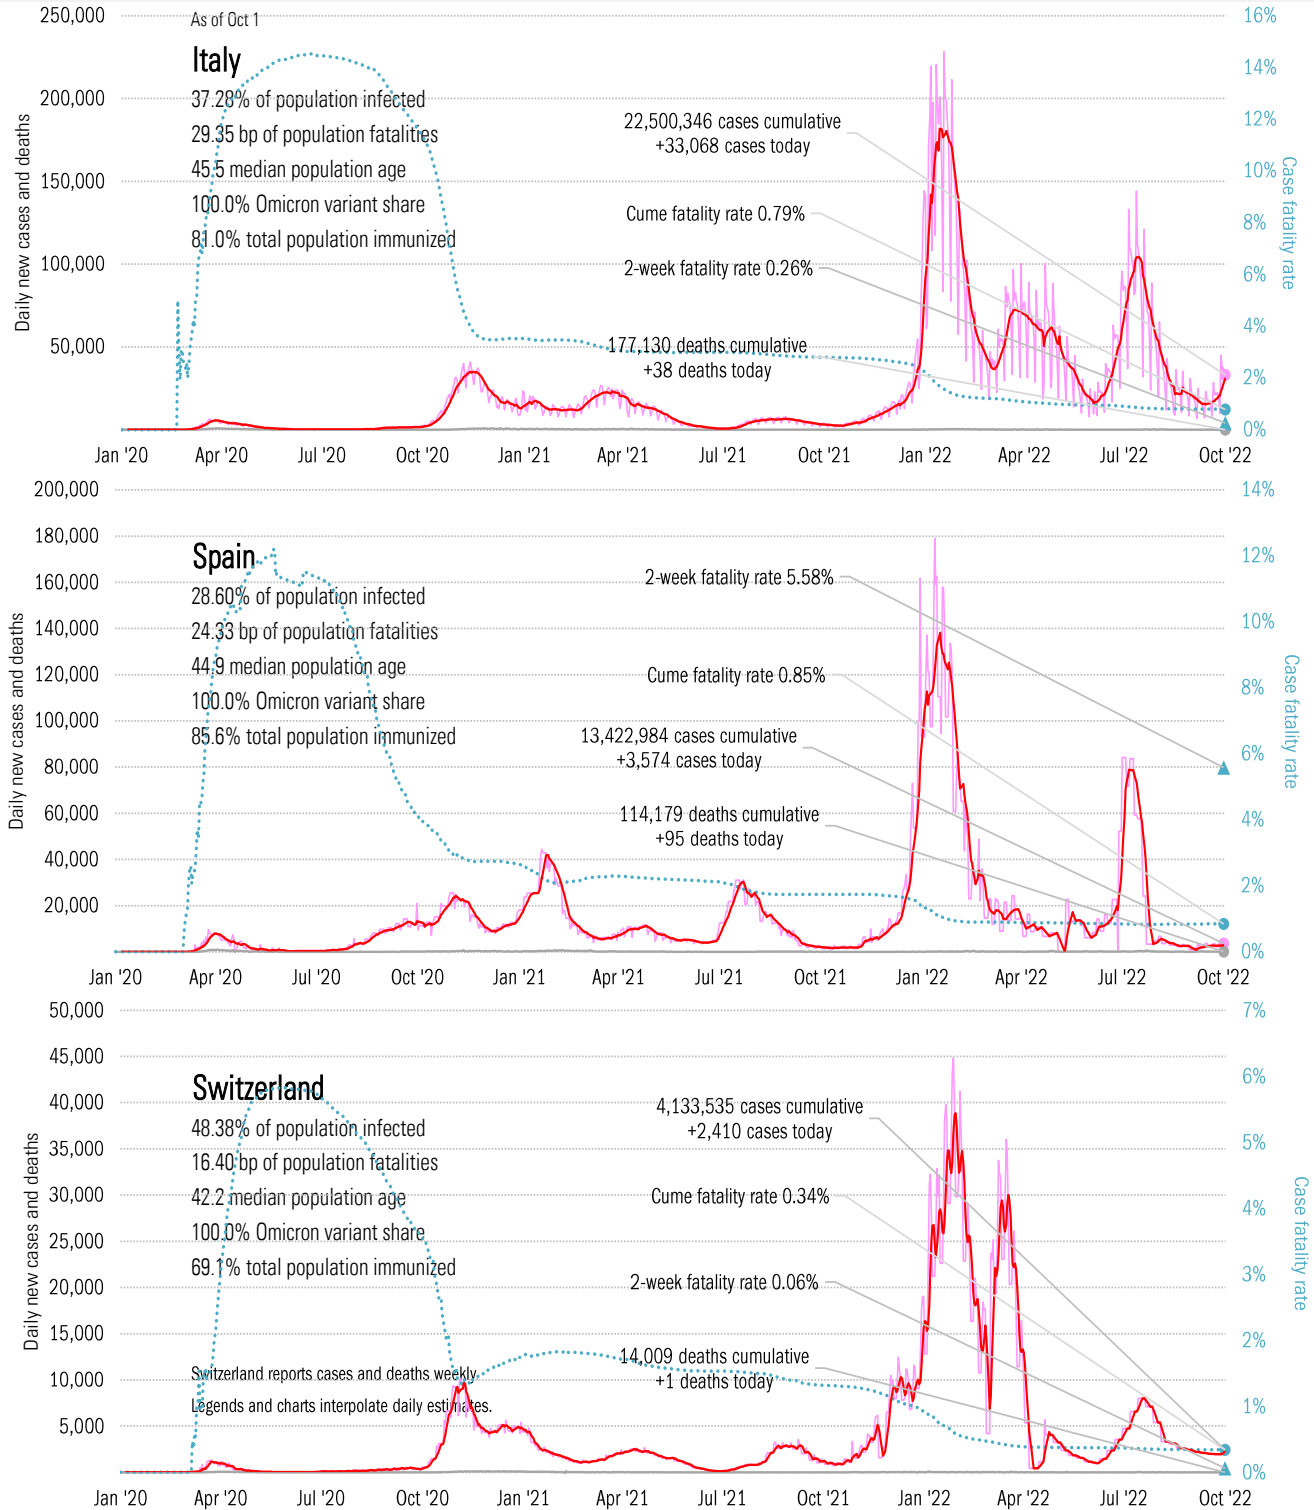 250,000
As of Oct 1
16%
Italy
14%
37.28% of population infected
200,000
22,500,346 cases cumulative
12%
29.35 bp of population fatalities
+33,068 cases today
45.5 median population age
150,000
10%
100.0% Omicron variant share
Cume fatality rate 0.79%
8%
81.0% total population immunized
100,000
2-week fatality rate 0.26%
6%
Daily new cases and deaths
Case fatality rate
4%
50,000
177,130 deaths cumulative
+38 deaths today
2%
0%
Jan '20 Apr '20 Jul '20 Oct '20 Jan '21 Apr '21 Jul '21 Oct '21 Jan '22 Apr '22 Jul '22 Oct '22
200,000
14%
180,000
Spain
12%
160,000
2-week fatality rate 5.58%
28.60% of population infected
140,000
10%
24.33 bp of population fatalities
44.9 median population age
120,000
Cume fatality rate 0.85%
8%
100.0% Omicron variant share
100,000
85.6% total population immunized
13,422,984 cases cumulative
+3,574 cases today
6%
80,000
Daily new cases and deaths
Case fatality rate
60,000
114,179 deaths cumulative
+95 deaths today
4%
40,000
2%
20,000
0%
Jan '20 Apr '20 Jul '20 Oct '20 Jan '21 Apr '21 Jul '21 Oct '21 Jan '22 Apr '22 Jul '22 Oct '22
50,000
7%
45,000
Switzerland
6%
40,000
4,133,535 cases cumulative
+2,410 cases today
48.38% of population infected
35,000
5%
16.40 bp of population fatalities
42.2 median population age
30,000
Cume fatality rate 0.34%
4%
100.0% Omicron variant share
25,000
69.1% total population immunized
3%
20,000
2-week fatality rate 0.06%
Daily new cases and deaths
Case fatality rate
15,000
2%
14,009 deaths cumulative
+1 deaths today
Switzerland reports cases and deaths weekly.
10,000
Legends and charts interpolate daily estimates.
1%
5,000
0%
Jan '20 Apr '20 Jul '20 Oct '20 Jan '21 Apr '21 Jul '21 Oct '21 Jan '22 Apr '22 Jul '22 Oct '22